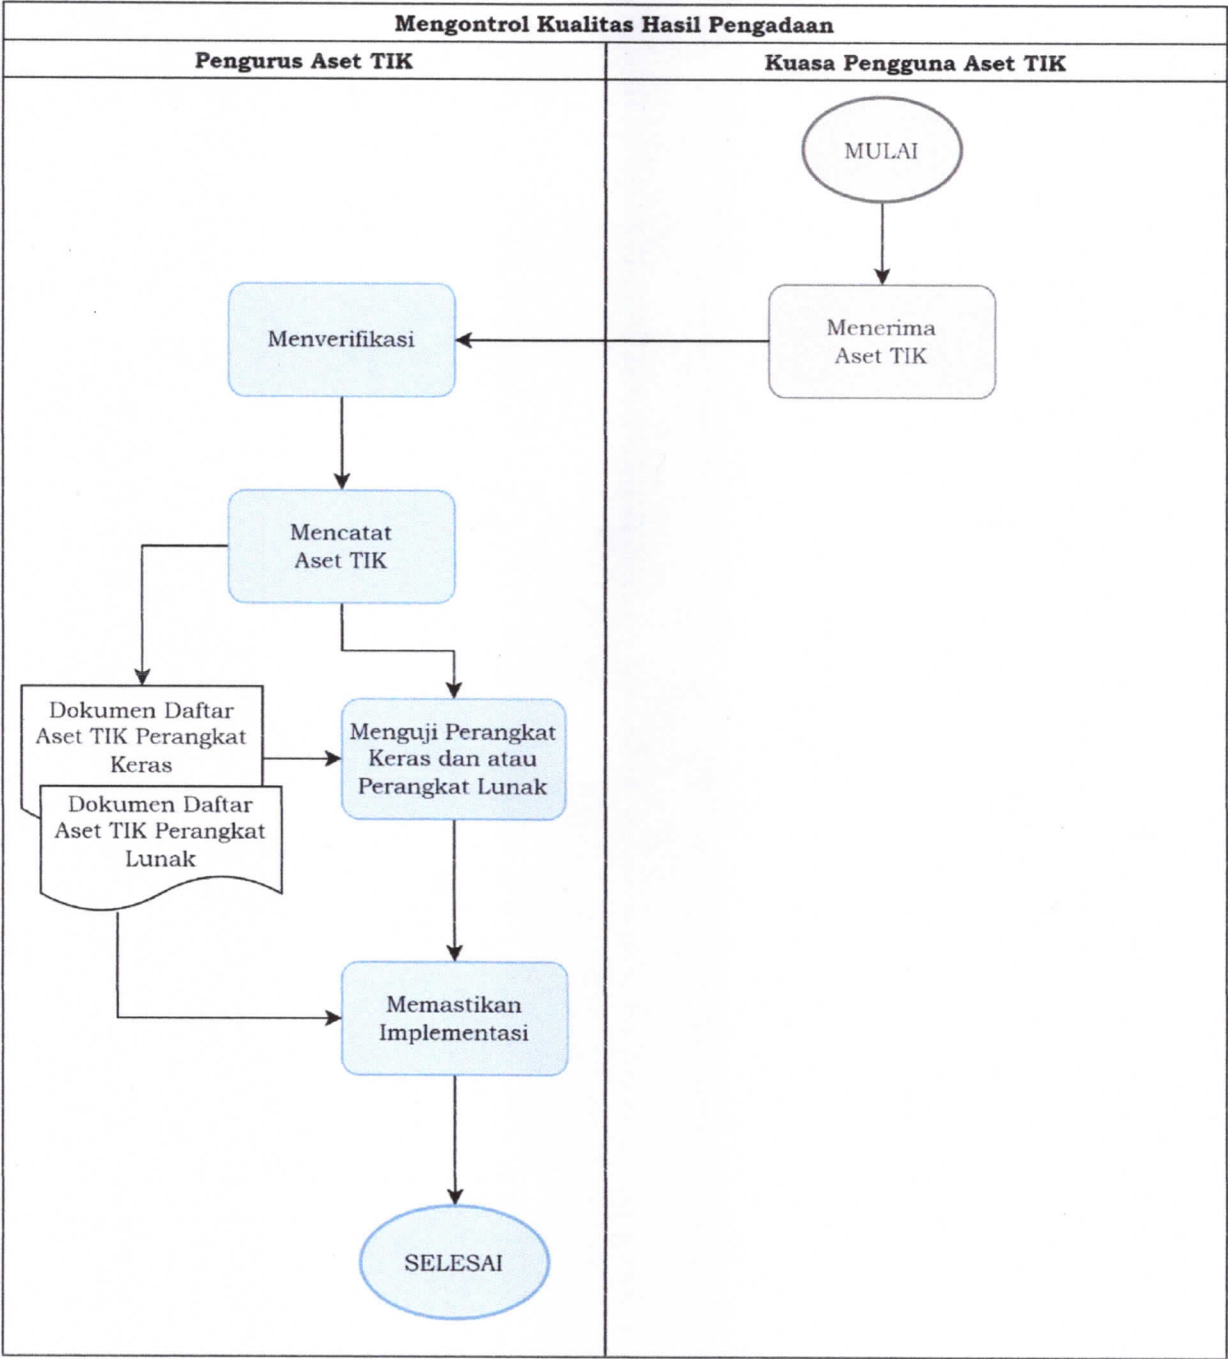 Mengontrol Kualitas Hasil Pengadaan
Pengurus Aset TIK
Kuasa Pengguna Aset TIK
MULAI
Menerima
Aset TIK
Menverifikasi
Mencatat
Aset TIK
Dokumen Daftar
Aset TIK Perangkat
Keras
Dokumen Daftar
Aset TIK Perangkat
Lunak
Menguji Perangkat
Keras dan atau
Perangkat Lunak
Memastikan
Implementasi
SELESAI